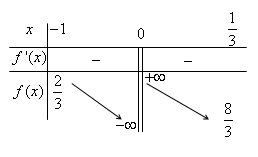 x -1 0 1/3
f'(x) - -
f(x) 2/3 -∞ +∞ 8/3